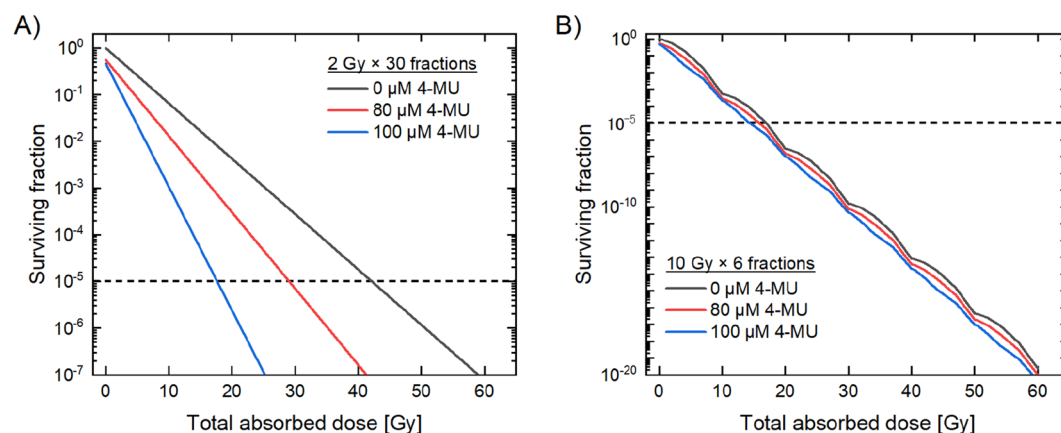 A)
2 Gy × 30 fractions
0 μM 4-MU
80 μM 4-MU
100 μM 4-MU
Surviving fraction
10^0
10^-1
10^-2
10^-3
10^-4
10^-5
10^-6
10^-7
0 10 20 30 40 50 60
Total absorbed dose [Gy]
B)
10^0
10^-5
10^-10
10^-20
Surviving fraction
10 Gy × 6 fractions
0 μM 4-MU
80 μM 4-MU
100 μM 4-MU
0 10 20 30 40 50 60
Total absorbed dose [Gy]